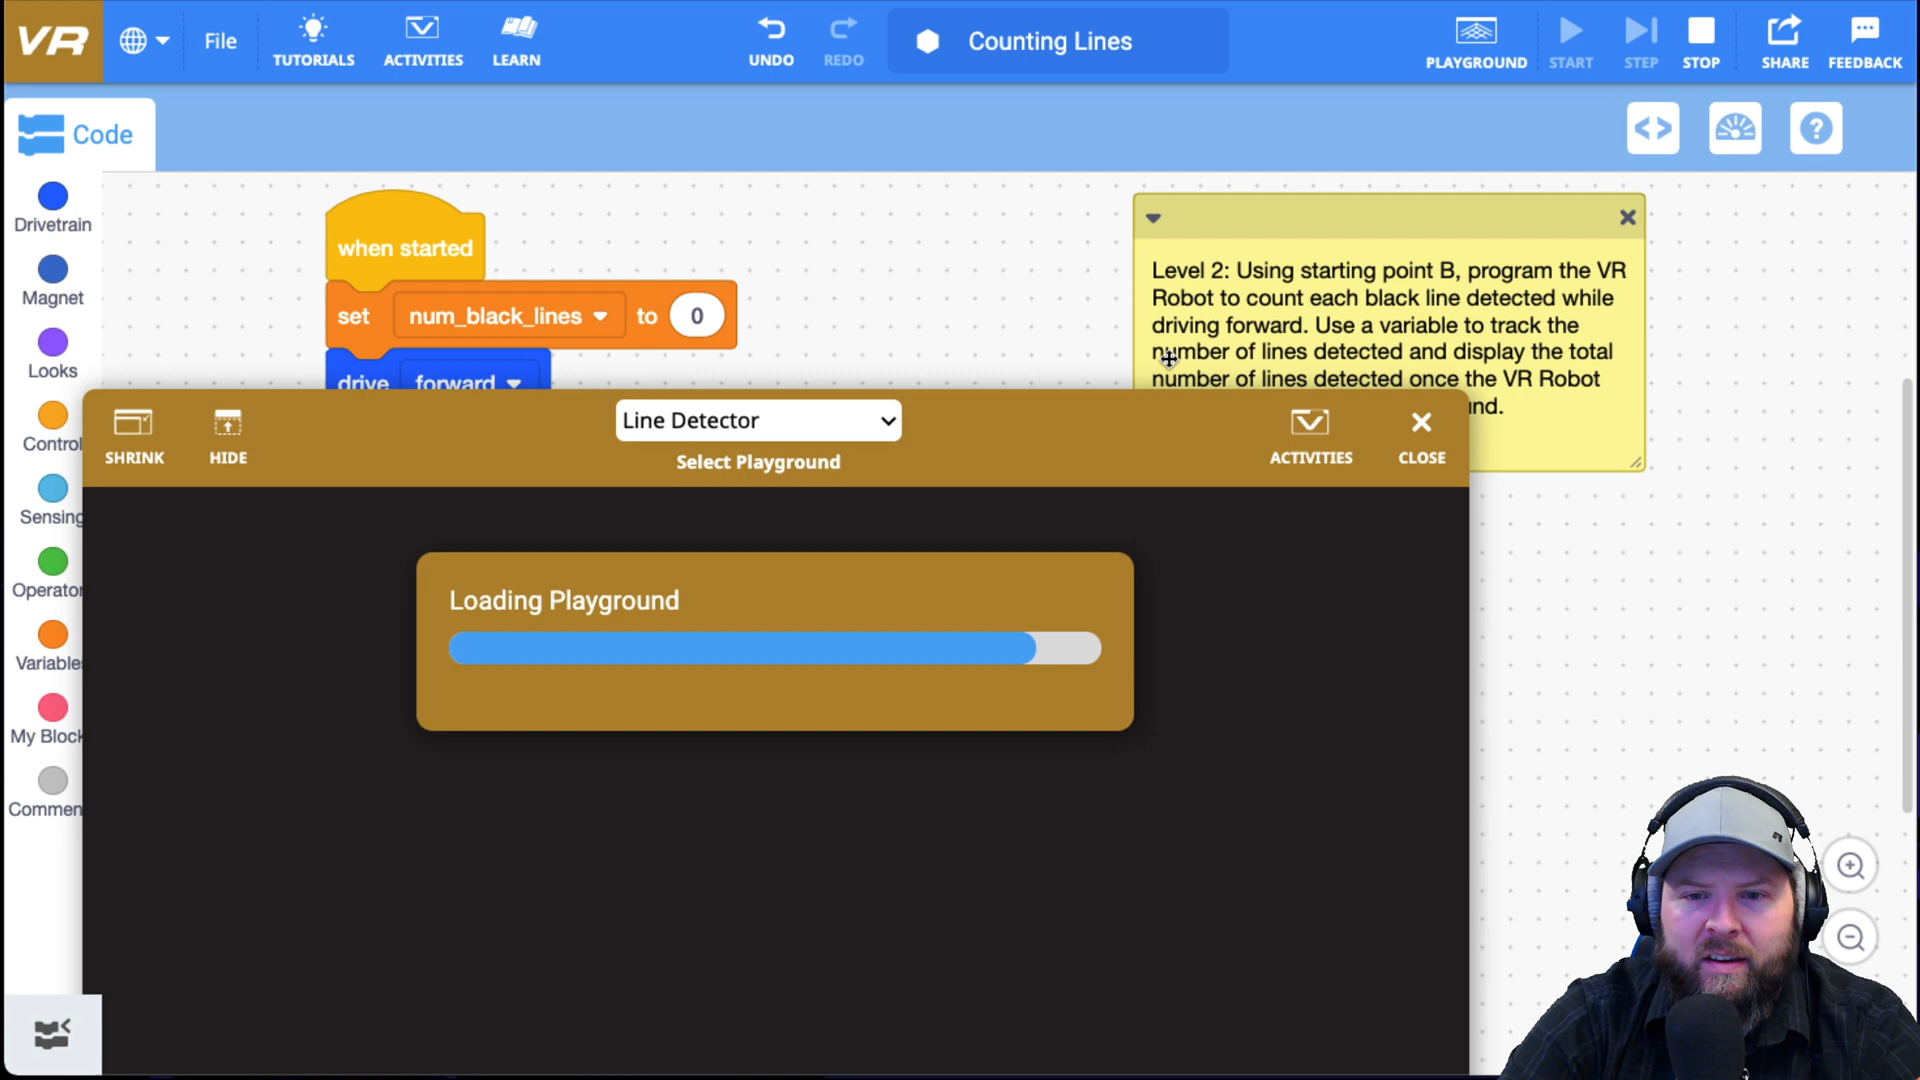 VR
File
TUTORIALS
ACTIVITIES
LEARN
UNDO
REDO
Counting Lines
PLAYGROUND
START
STEP
STOP
SHARE
FEEDBACK
Code
Drivetrain
Magnet
Looks
Control
Sensing
Operator
Variable
My Block
Commen
when started
set num_black_lines to 0
drive forward
Level 2: Using starting point B, program the VR
Robot to count each black line detected while
driving forward. Use a variable to track the
number of lines detected and display the total
number of lines detected once the VR Robot
nd.
SHRINK
HIDE
Line Detector
Select Playground
ACTIVITIES
CLOSE
Loading Playground